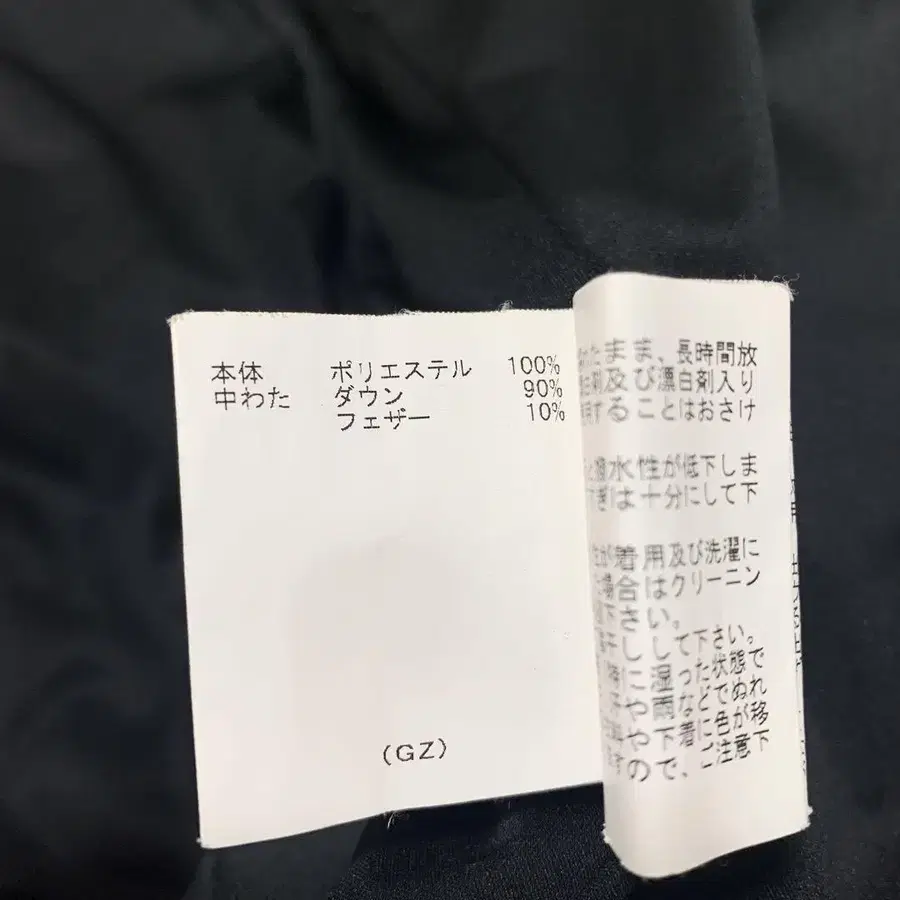 本体 ポリエステル 100%
中わた ダウン 90%
フェザー 10%
(GZ)
たまま、長時間放
剤及び漂白剤入り
することはおさけ
撥水性が低下しま
すぎは十分にして下
が着用及び洗濯に
場合はクリーニン
下さい。
干しして下さい。
に湿った状態で
や雨などでぬれ
や下着に色が移
すので、ご注意下